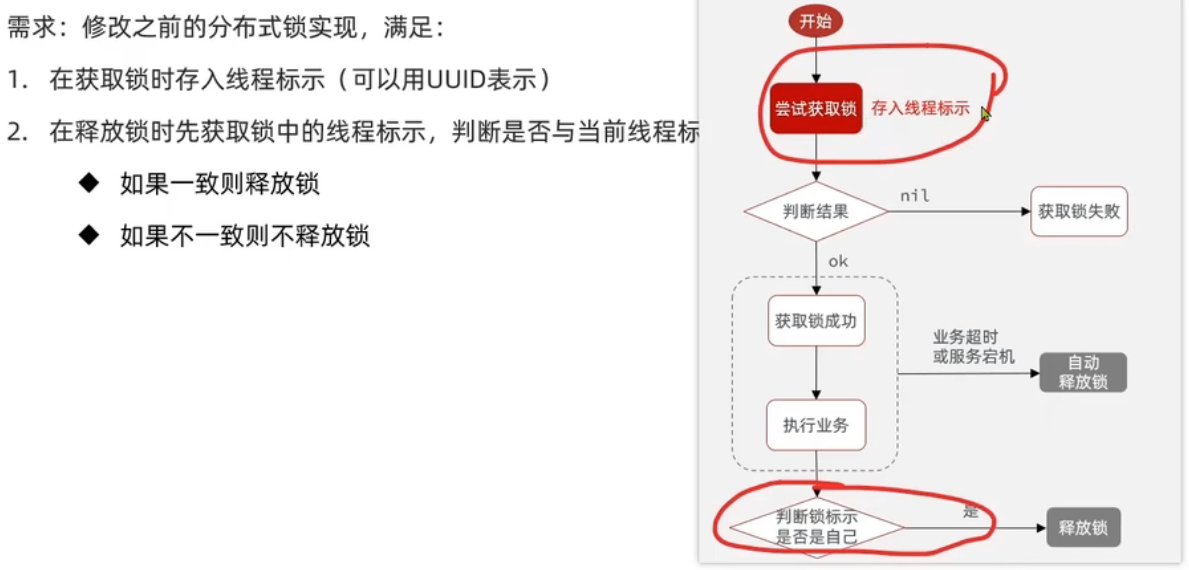 需求：修改之前的分布式锁实现，满足：
1. 在获取锁时存入线程标示（可以用UUID表示）
2. 在释放锁时先获取锁中的线程标示，判断是否与当前线程标
◆ 如果一致则释放锁
◆ 如果不一致则不释放锁
开始
尝试获取锁
存入线程标示
判断结果
nil
获取锁失败
ok
获取锁成功
业务超时
或服务宕机
自动
释放锁
执行业务
判断锁标示
是否是自己
是
释放锁